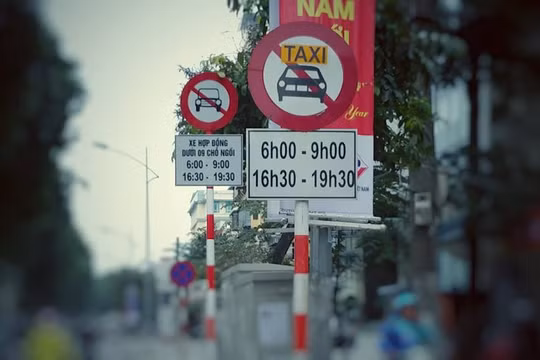 NAM
TAXI
6h00 - 9h00
16h30 - 19h30
XE HỢP ĐỒNG
DƯỚI 09 CHỖ NGỒI
6:00 - 9:00
16:30 - 19:30
Year